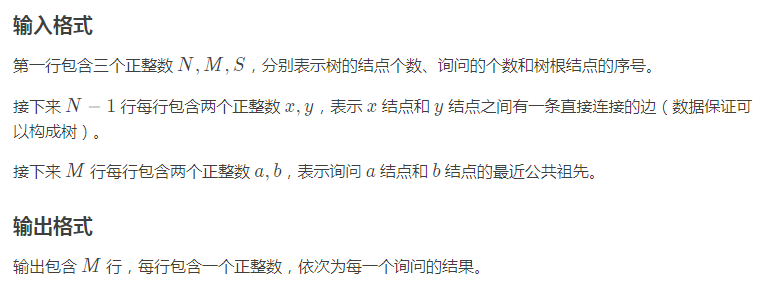 输入格式
第一行包含三个正整数 N, M, S，分别表示树的结点个数、询问的个数和树根结点的序号。
接下来 N − 1 行每行包含两个正整数 x, y，表示 x 结点和 y 结点之间有一条直接连接的边（数据保证可
以构成树）。
接下来 M 行每行包含两个正整数 a, b，表示询问 a 结点和 b 结点的最近公共祖先。
输出格式
输出包含 M 行，每行包含一个正整数，依次为每一个询问的结果。